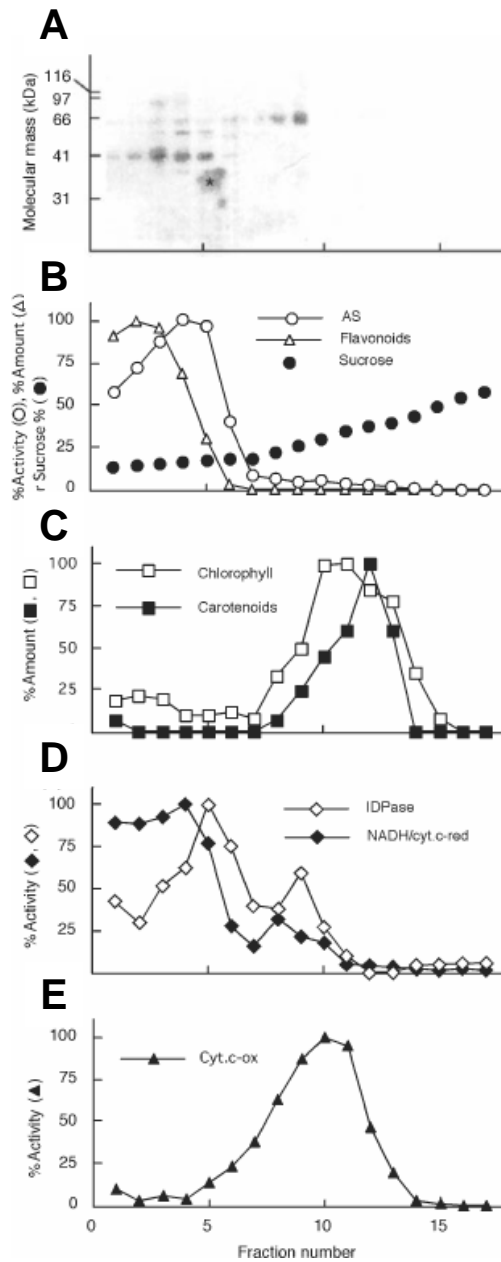 A
Molecular mass (kDa)
116
97
66
41
31
*
B
%Activity (O), %Amount (△)
r Sucrose % ( ● )
100
75
50
25
0
AS
Flavonoids
Sucrose
C
%Amount ( ■, □ )
100
75
50
25
Chlorophyll
Carotenoids
D
%Activity ( ◆, ◇ )
100
75
50
25
IDPase
NADH/cyt.c-red
E
%Activity ( ▲ )
100
75
50
25
0
Cyt.c-ox
0 5 10 15
Fraction number